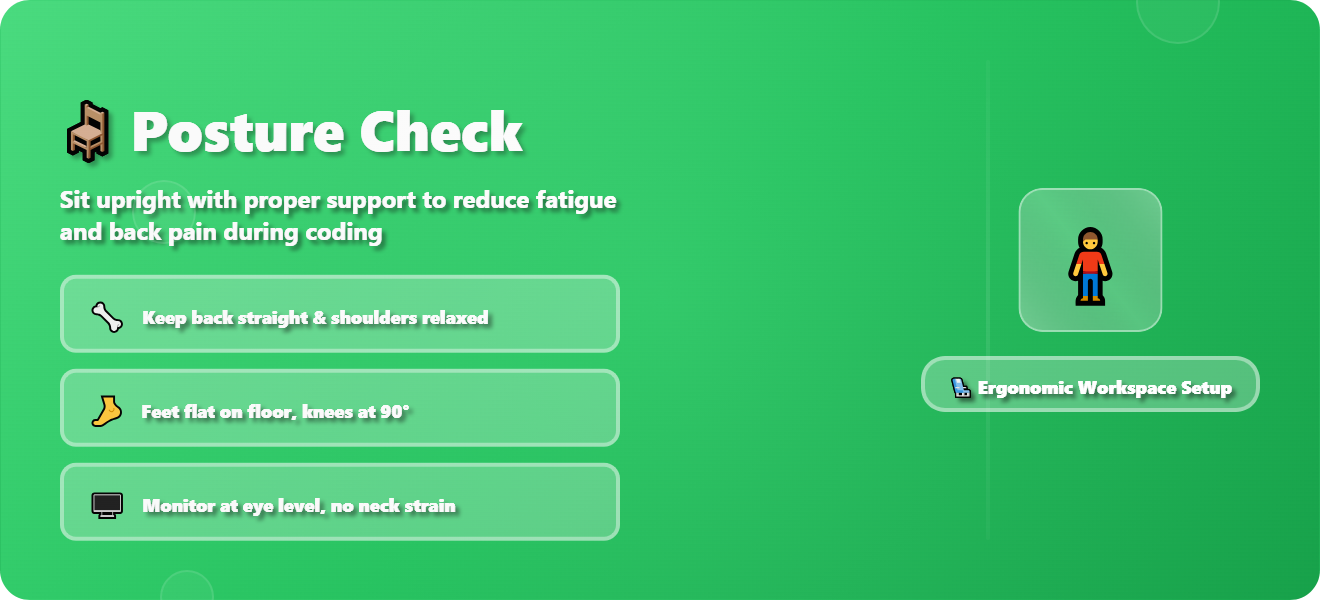 Posture Check
Sit upright with proper support to reduce fatigue
and back pain during coding
Keep back straight & shoulders relaxed
Feet flat on floor, knees at 90°
Monitor at eye level, no neck strain
Ergonomic Workspace Setup